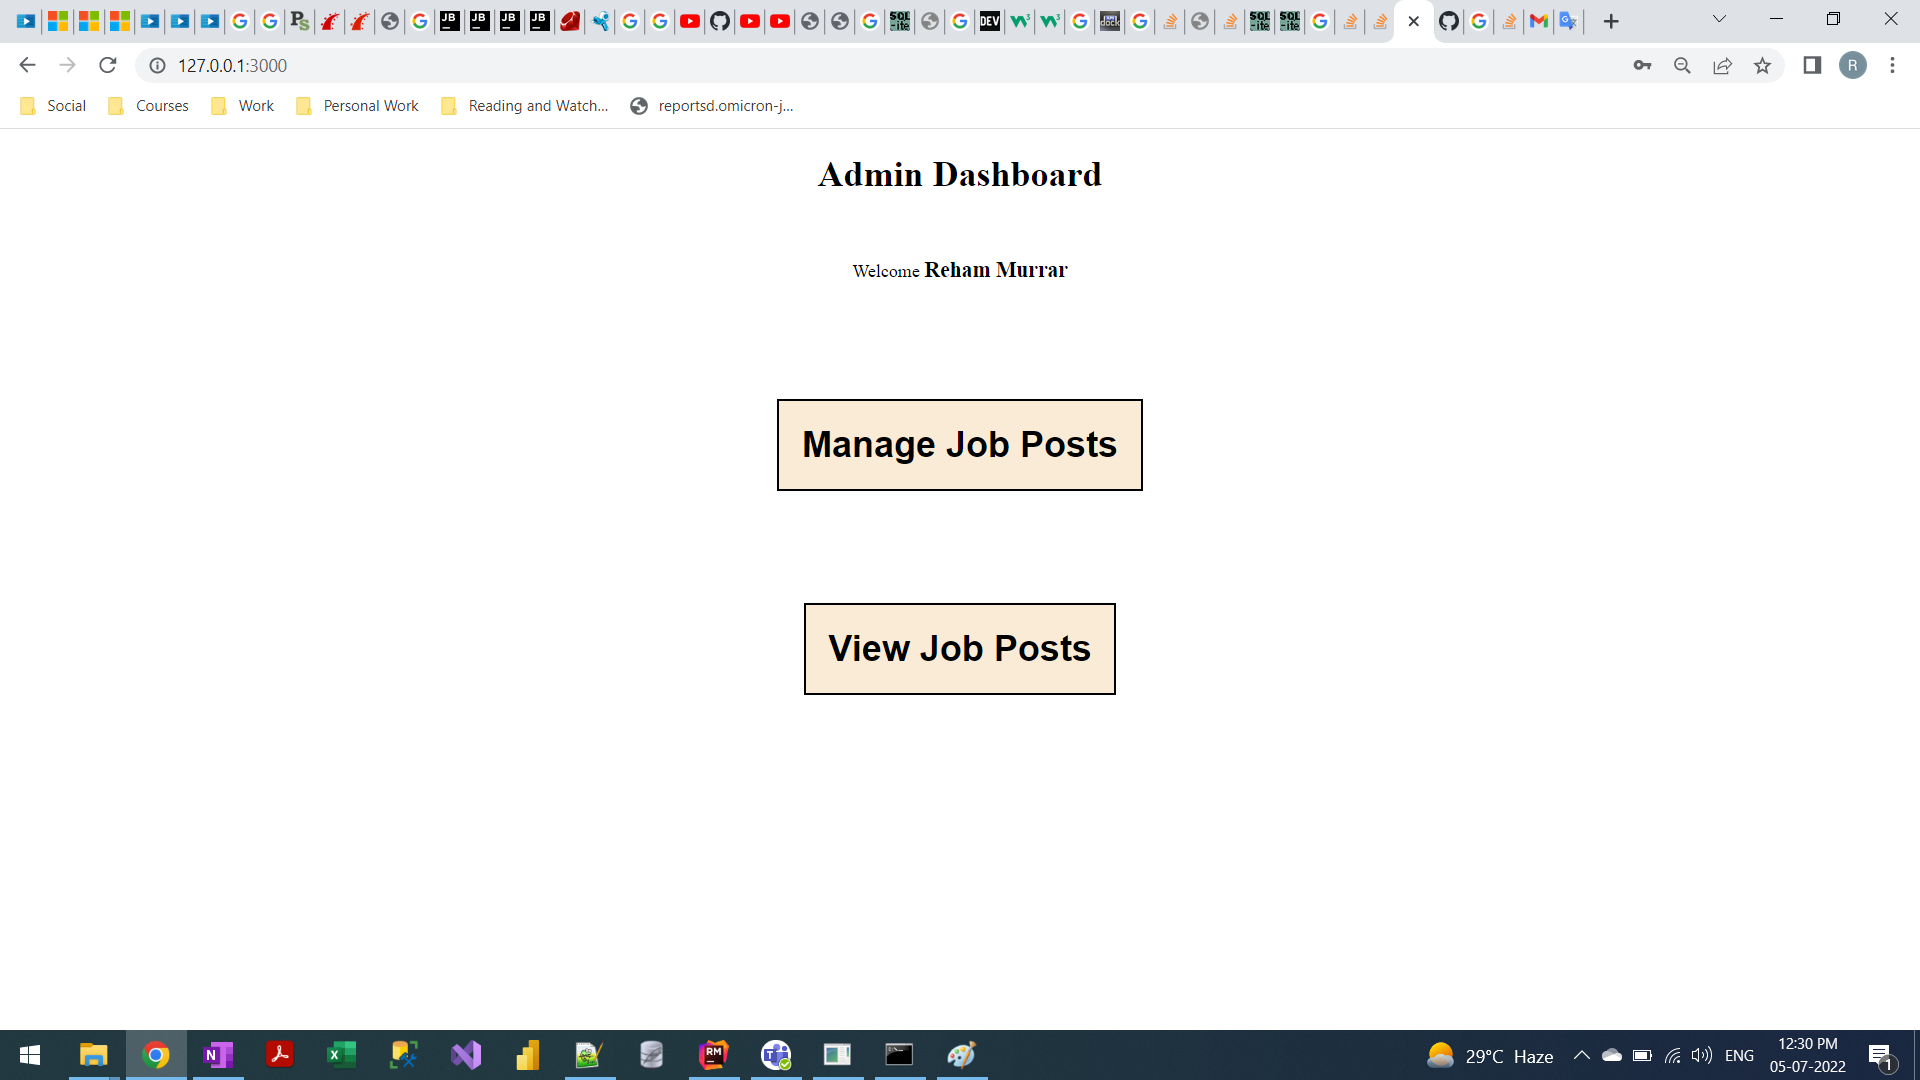 127.0.0.1:3000
Social
Courses
Work
Personal Work
Reading and Watch...
reportsd.omicron-j...
R
Admin Dashboard
Welcome Reham Murrar
Manage Job Posts
View Job Posts
29°C Haze
ENG
12:30 PM
05-07-2022
1